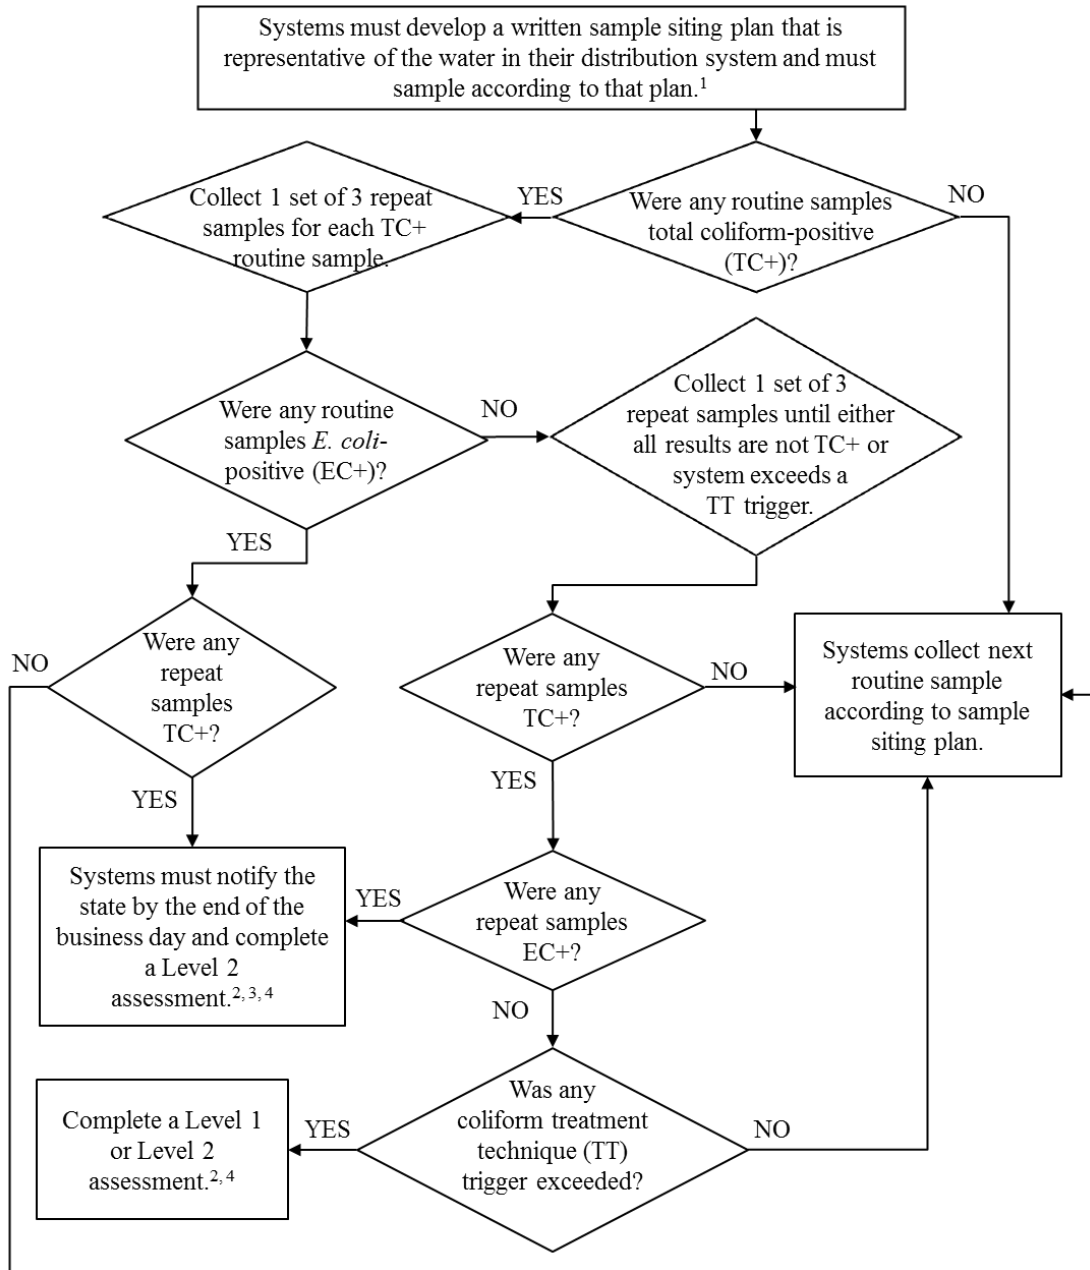 Systems must develop a written sample siting plan that is
representative of the water in their distribution system and must
sample according to that plan.1
YES
NO
Collect 1 set of 3 repeat
samples for each TC+
routine sample.
Were any routine samples
total coliform-positive
(TC+)?
Were any routine
samples E. coli-
positive (EC+)?
NO
Collect 1 set of 3
repeat samples until either
all results are not TC+ or
system exceeds a
TT trigger.
YES
NO
Were any
repeat
samples
TC+?
Were any
repeat samples
TC+?
NO
Systems collect next
routine sample
according to sample
siting plan.
YES
YES
Systems must notify the
state by the end of the
business day and complete
a Level 2
assessment.2, 3, 4
YES
Were any
repeat samples
EC+?
NO
Complete a Level 1
or Level 2
assessment.2, 4
YES
Was any
coliform treatment
technique (TT)
trigger exceeded?
NO